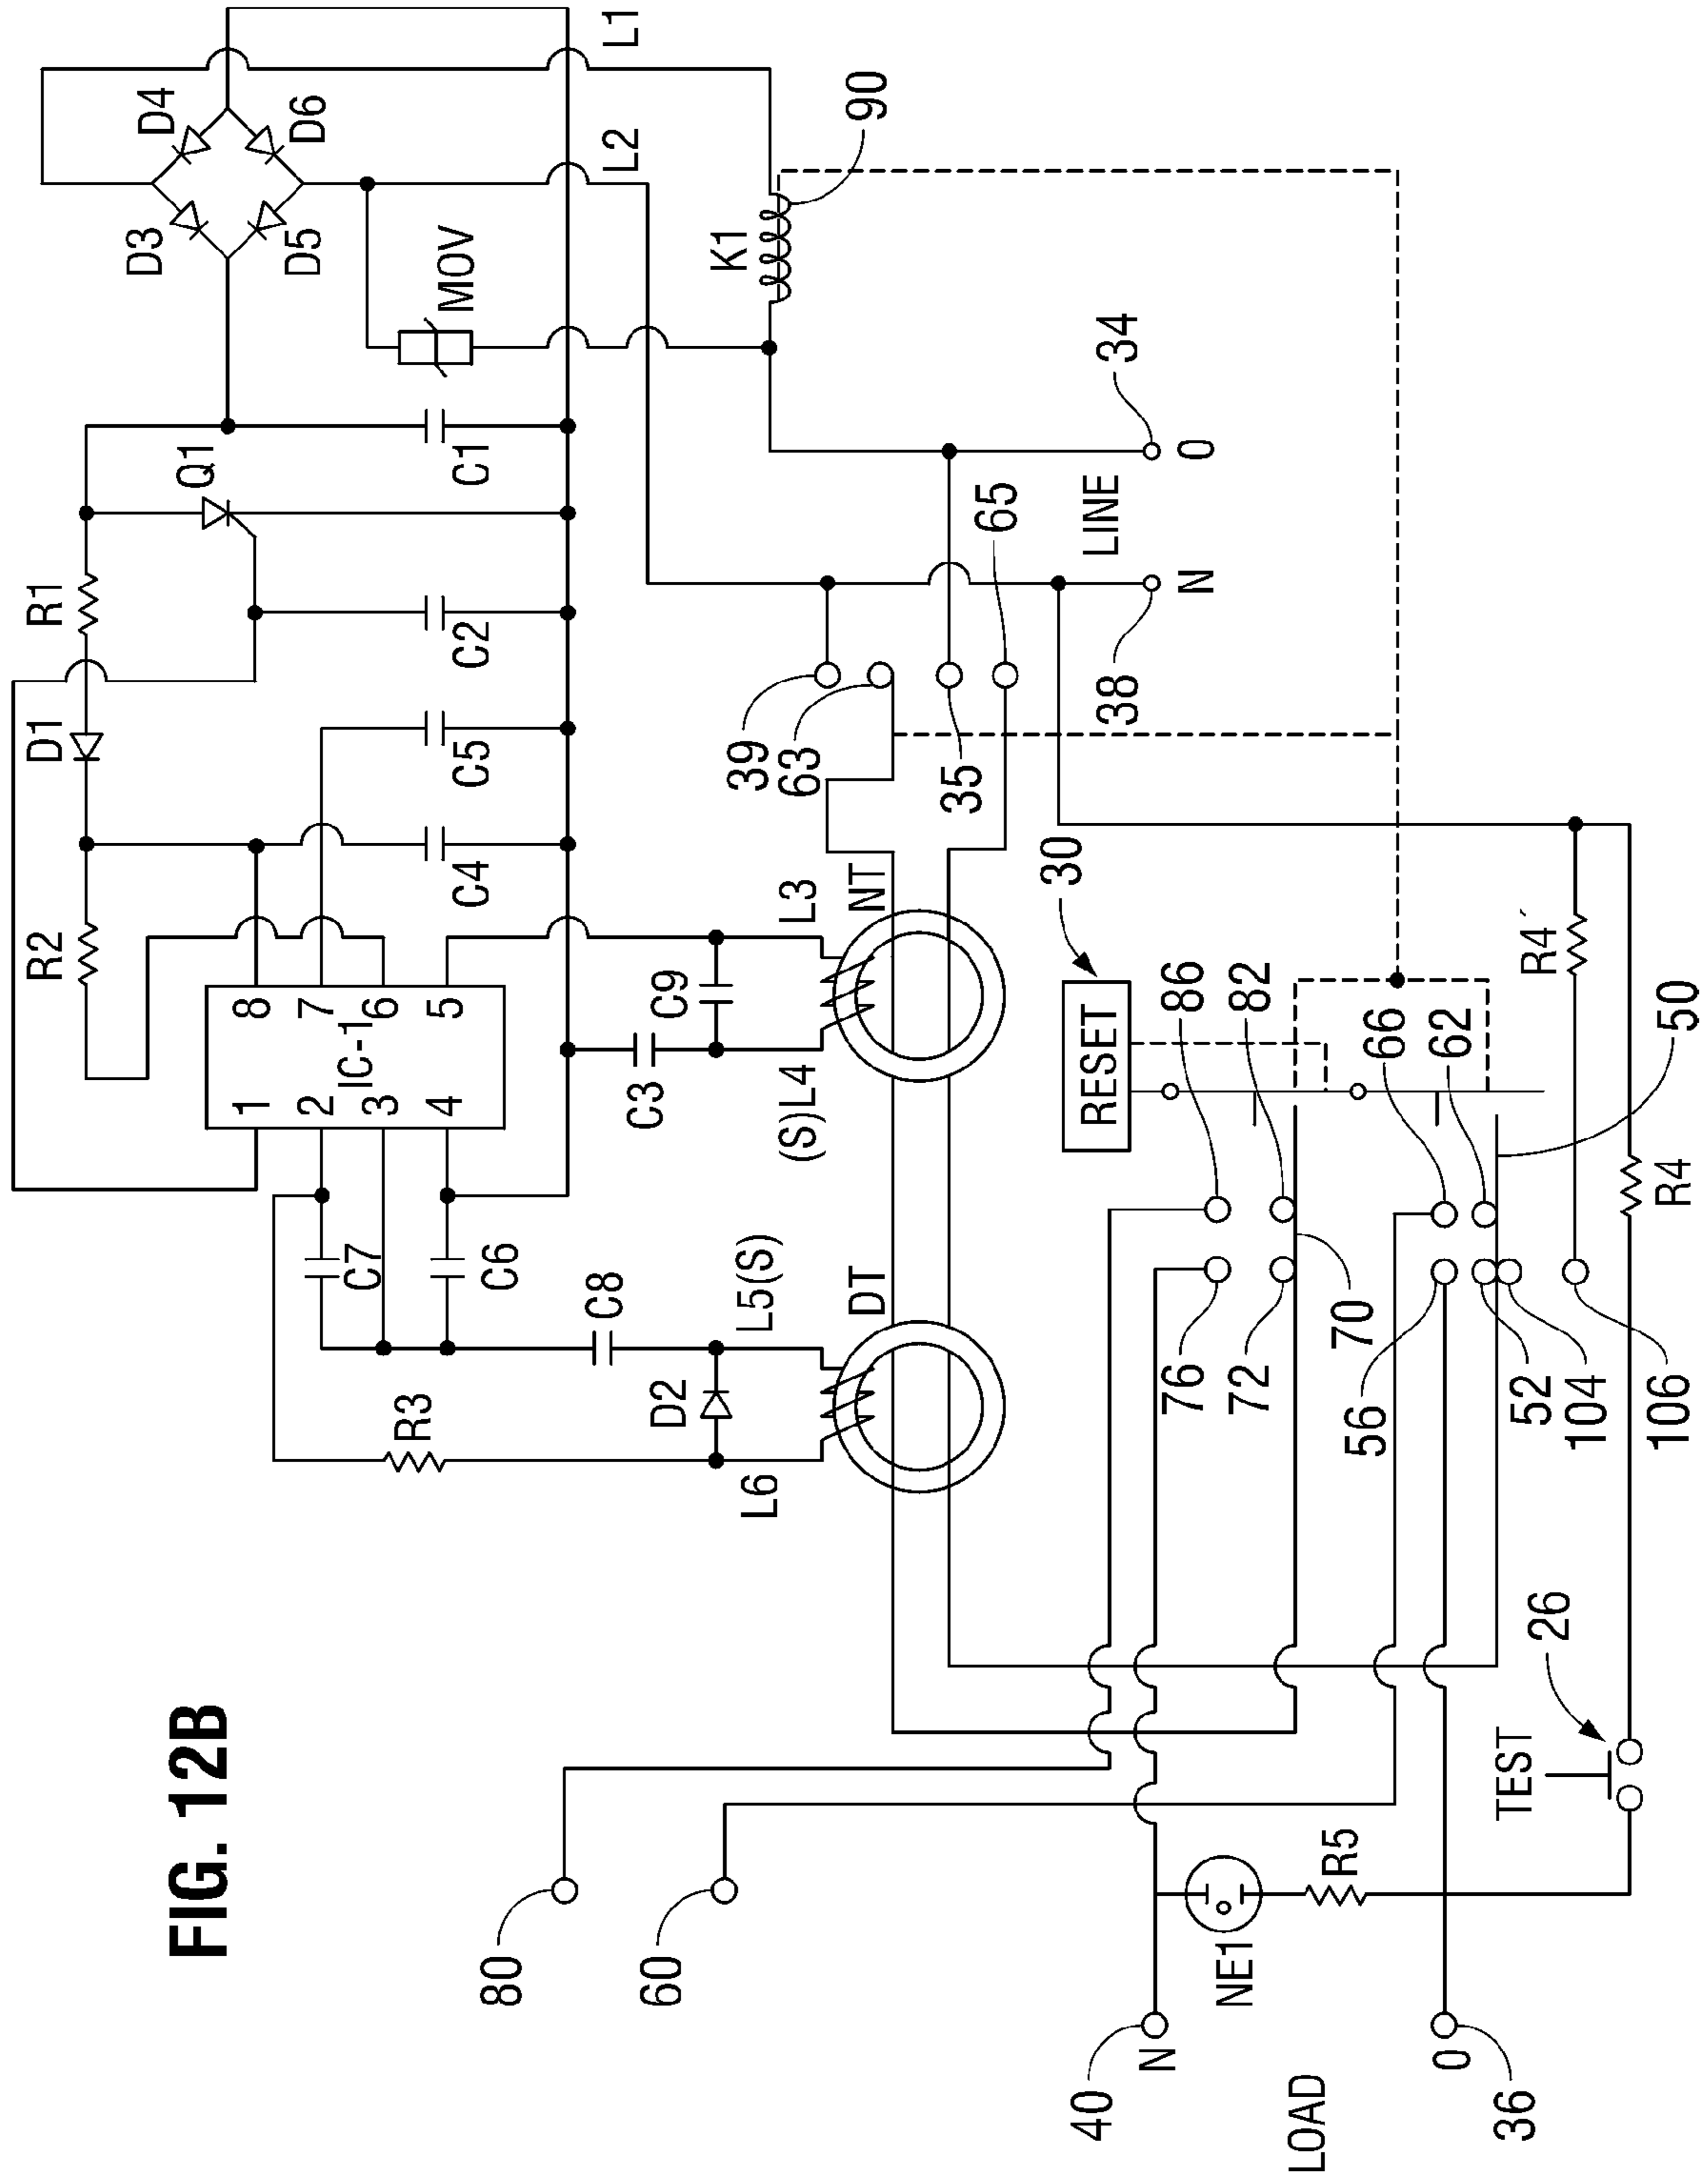 FIG. 12B
L1
D4
D6
L2
90
D3
D5
MOV
K1
34
Q1
C1
O
65
LINE
R1
C2
N
38
D1
C5
39
63
35
30
C4
L3
NT
R2
C9
R4´
8
7
6
5
IC-1
1
2
3
4
RESET
86
82
66
62
50
C3
(S)L4
R4
C7
C6
C8
L5(S)
DT
70
R3
D2
76
72
56
52
104
106
L6
26
TEST
R5
80
60
NE1
40
N
O
36
LOAD